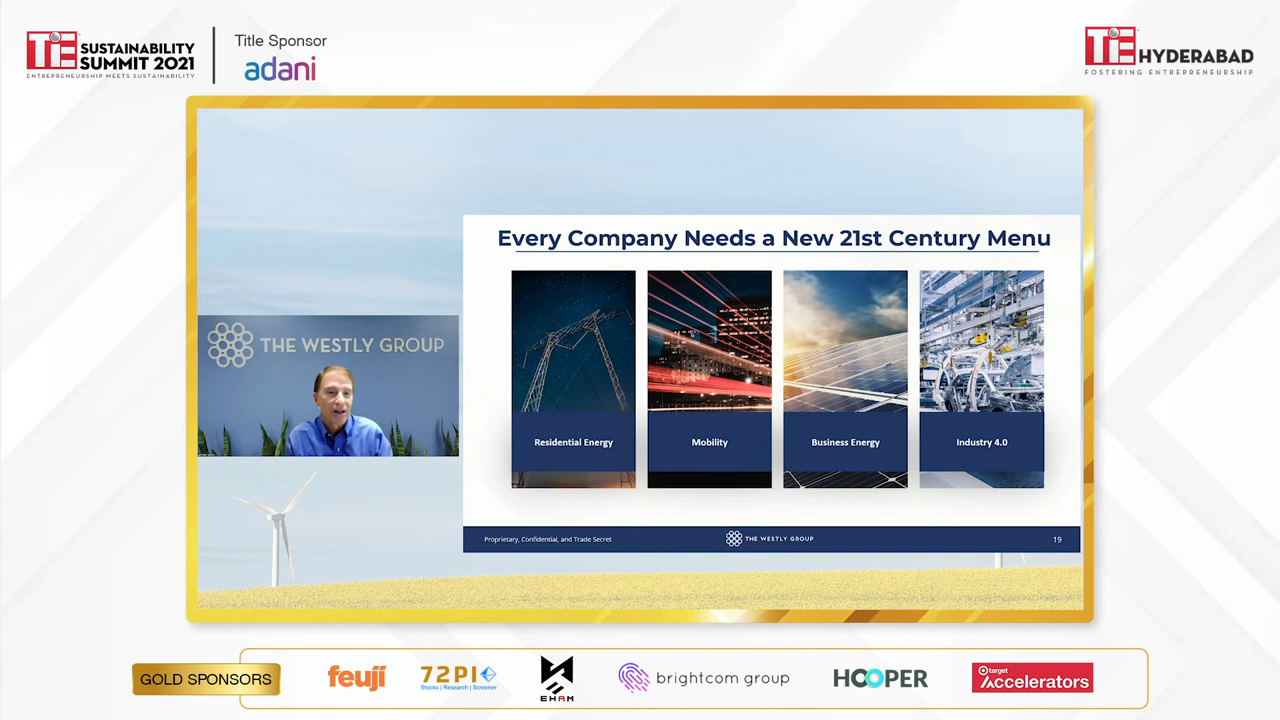 TiE SUSTAINABILITY
SUMMIT 2021
ENTREPRENEURSHIP MEETS SUSTAINABILITY
Title Sponsor
adani
TiE HYDERABAD
FOSTERING ENTREPRENEURSHIP
THE WESTLY GROUP
Every Company Needs a New 21st Century Menu
Residential Energy
Mobility
Business Energy
Industry 4.0
Proprietary, Confidential, and Trade Secret
THE WESTLY GROUP
19
GOLD SPONSORS
feuji
72PI
Stocks | Research | Screener
EHAM
brightcom group
HOOPER
target
Accelerators